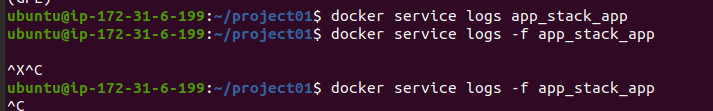 (GPL)
ubuntu@ip-172-31-6-199:~/project01$ docker service logs app_stack_app
ubuntu@ip-172-31-6-199:~/project01$ docker service logs -f app_stack_app
^X^C
ubuntu@ip-172-31-6-199:~/project01$ docker service logs -f app_stack_app
^C